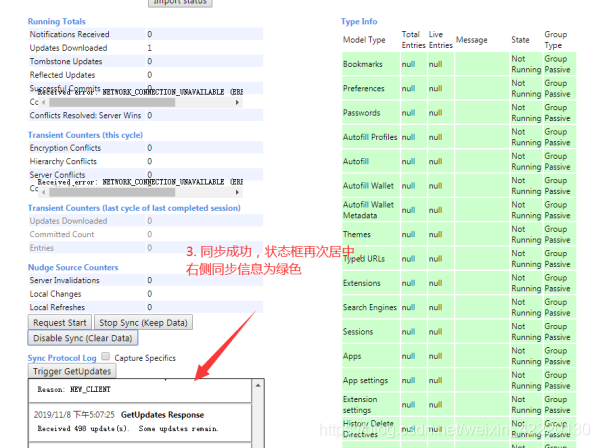 Import status
Running Totals
Notifications Received 0
Updates Downloaded 1
Tombstone Updates 0
Reflected Updates 0
Successful Commits 0
Received error: NETWORK_CONNECTION_UNAVAILABLE (ERR
Co
Conflicts Resolved: Server Wins 0
Transient Counters (this cycle)
Encryption Conflicts 0
Hierarchy Conflicts 0
Server Conflicts 0
Received error: NETWORK_CONNECTION_UNAVAILABLE (ERR
Co
Transient Counters (last cycle of last completed session)
Updates Downloaded 0
Committed Count 0
Entries 0
Nudge Source Counters
Server Invalidations 0
Local Changes 0
Local Refreshes 0
Request Start Stop Sync (Keep Data)
Disable Sync (Clear Data)
Sync Protocol Log Capture Specifics
Trigger GetUpdates
Reason: NEW_CLIENT
2019/11/8 下午5:07:25 GetUpdates Response
Received 498 update(s). Some updates remain.
3. 同步成功，状态框再次居中，
右侧同步信息为绿色
Type Info
Model Type Total Entries Live Entries Message State Group Type
Bookmarks null null Not Running Group Passive
Preferences null null Not Running Group Passive
Passwords null null Not Running Group Passive
Autofill Profiles null null Not Running Group Passive
Autofill null null Not Running Group Passive
Autofill Wallet null null Not Running Group Passive
Autofill Wallet Metadata null null Not Running Group Passive
Themes null null Not Running Group Passive
Typed URLs null null Not Running Group Passive
Extensions null null Not Running Group Passive
Search Engines null null Not Running Group Passive
Sessions null null Not Running Group Passive
Apps null null Not Running Group Passive
App settings null null Not Running Group Passive
Extension settings null null Not Running Group Passive
History Delete Directives null null Not Running Group Passive